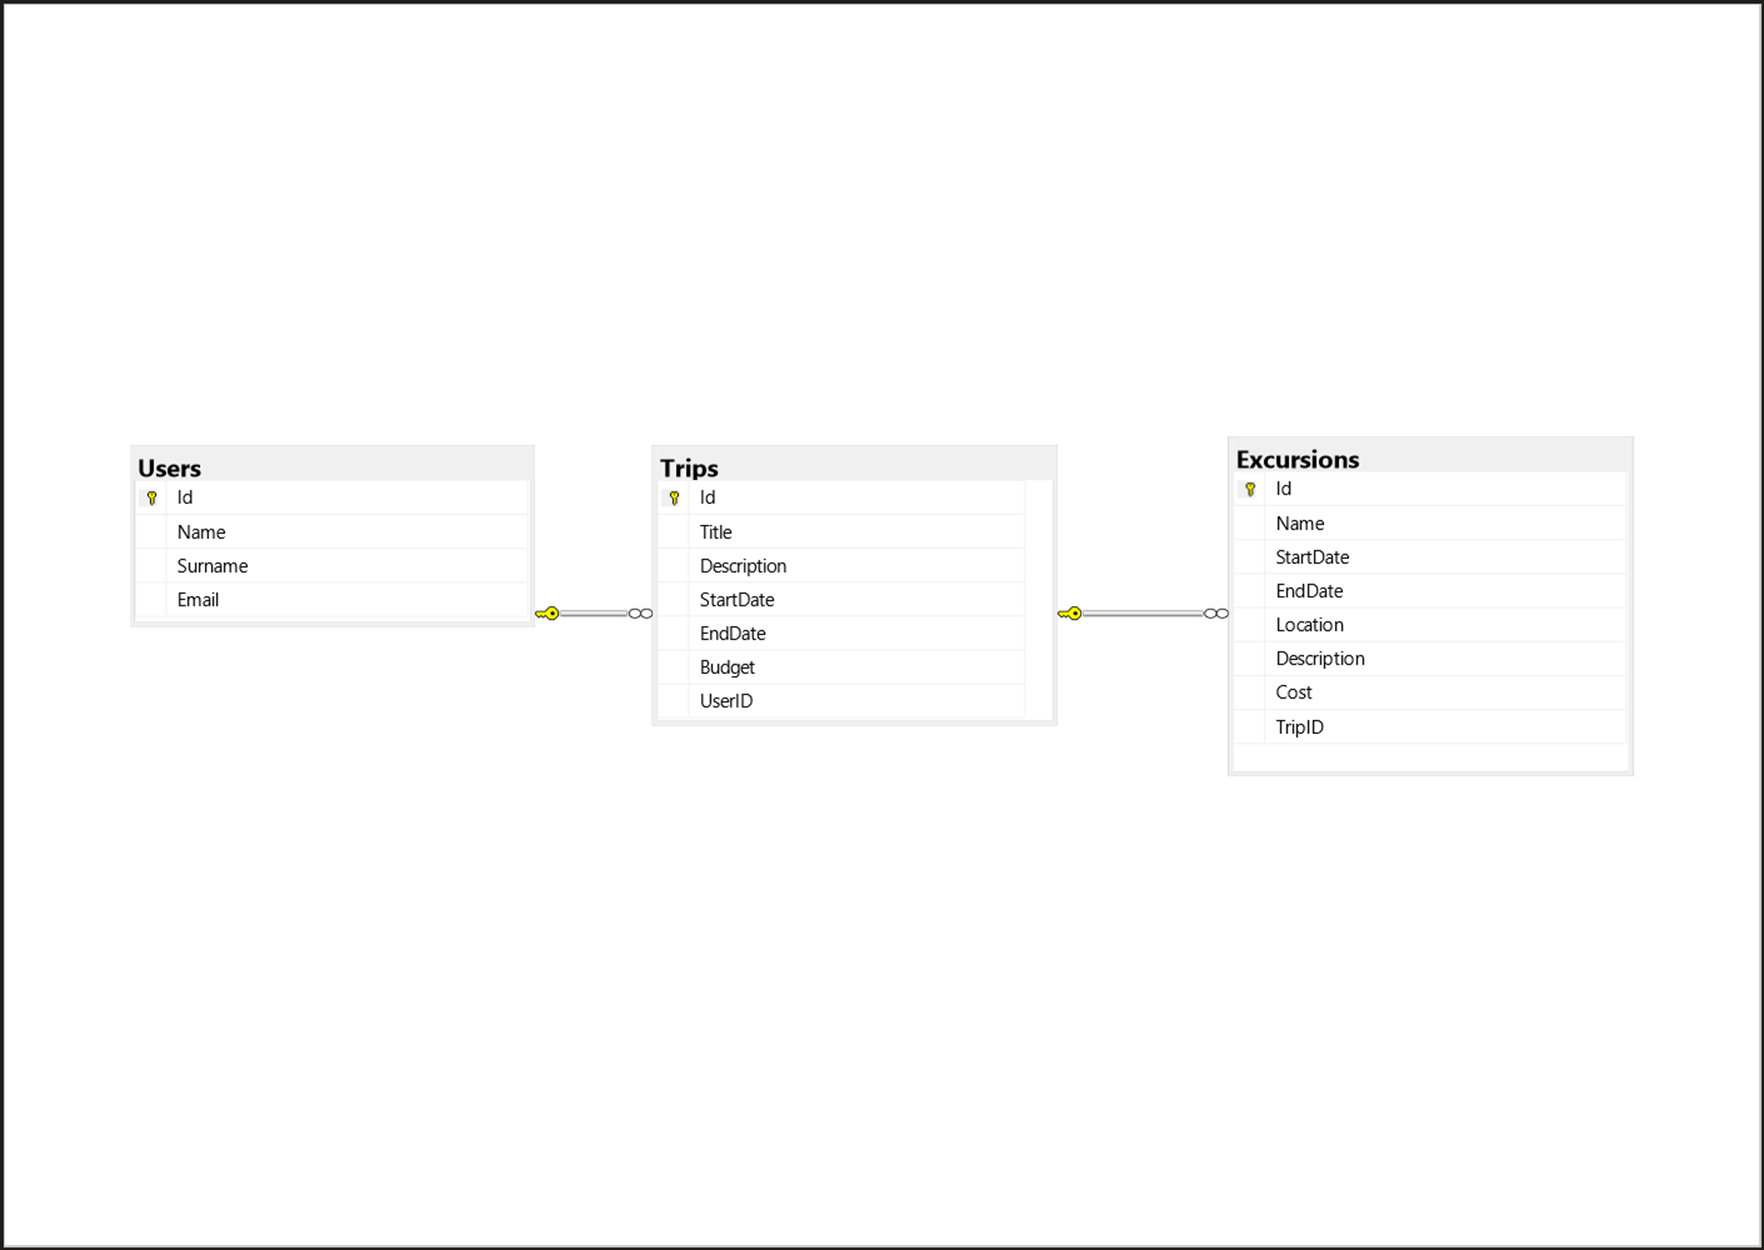 Users
Id
Name
Surname
Email
Trips
Id
Title
Description
StartDate
EndDate
Budget
UserID
Excursions
Id
Name
StartDate
EndDate
Location
Description
Cost
TripID